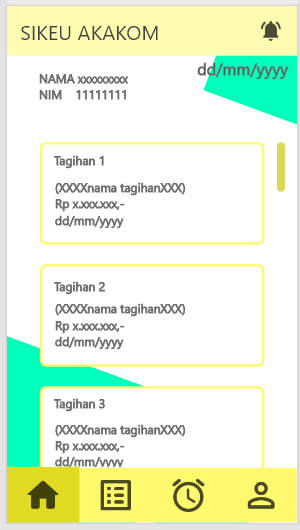 SIKEU AKAKOM
dd/mm/yyyy
NAMA xxxxxxxxx
NIM 11111111
Tagihan 1
(XXXXnama tagihanXXX)
Rp x.xxx.xxx,-
dd/mm/yyyy
Tagihan 2
(XXXXnama tagihanXXX)
Rp x.xxx.xxx,-
dd/mm/yyyy
Tagihan 3
(XXXXnama tagihanXXX)
Rp x.xxx.xxx,-
dd/mm/yyyy